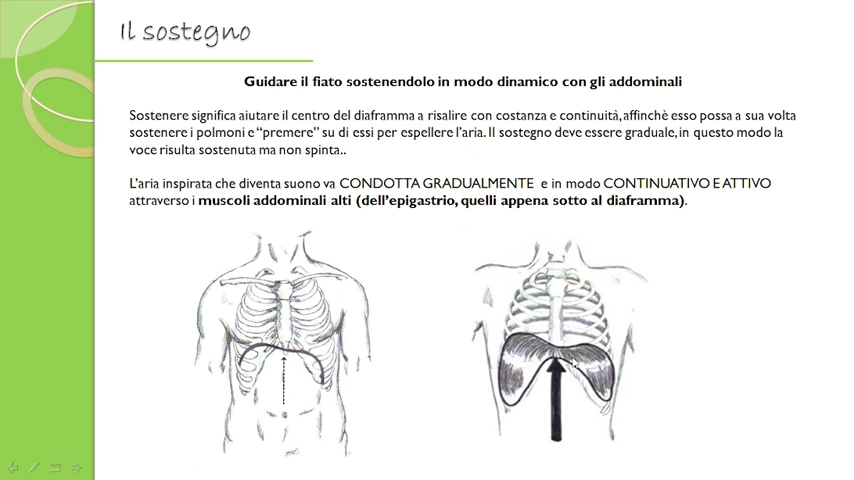 Il sostegno
Guidare il fiato sostenendolo in modo dinamico con gli addominali
Sostenere significa aiutare il centro del diaframma a risalire con costanza e continuità, affinchè esso possa a sua volta
sostenere i polmoni e “premere” su di essi per espellere l’aria. Il sostegno deve essere graduale, in questo modo la
voce risulta sostenuta ma non spinta..
L’aria inspirata che diventa suono va CONDOTTA GRADUALMENTE e in modo CONTINUATIVO E ATTIVO
attraverso i muscoli addominali alti (dell’epigastrio, quelli appena sotto al diaframma).